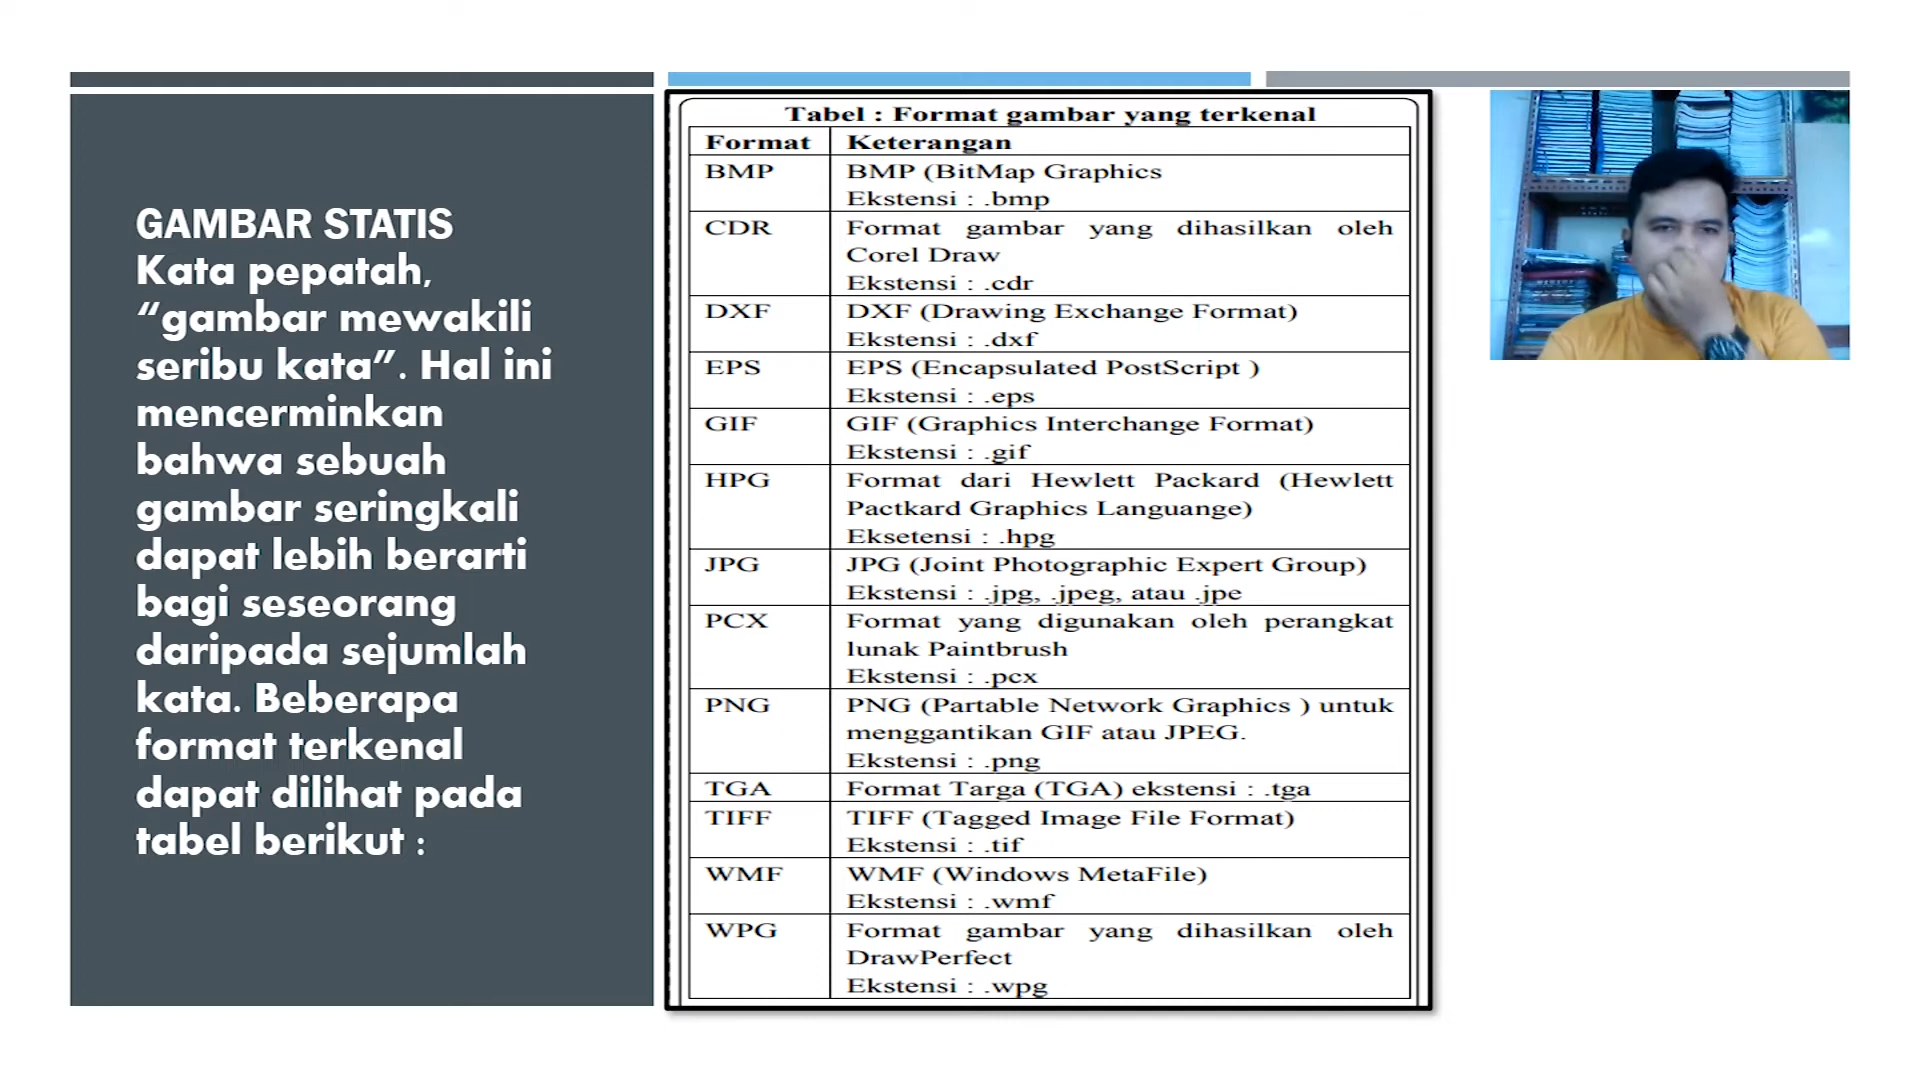 GAMBAR STATIS
Kata pepatah,
“gambar mewakili
seribu kata”. Hal ini
mencerminkan
bahwa sebuah
gambar seringkali
dapat lebih berarti
bagi seseorang
daripada sejumlah
kata. Beberapa
format terkenal
dapat dilihat pada
tabel berikut :
Tabel : Format gambar yang terkenal
Format Keterangan
BMP BMP (BitMap Graphics
Ekstensi : .bmp
CDR Format gambar yang dihasilkan oleh
Corel Draw
Ekstensi : .cdr
DXF DXF (Drawing Exchange Format)
Ekstensi : .dxf
EPS EPS (Encapsulated PostScript )
Ekstensi : .eps
GIF GIF (Graphics Interchange Format)
Ekstensi : .gif
HPG Format dari Hewlett Packard (Hewlett
Pactkard Graphics Languange)
Eksetensi : .hpg
JPG JPG (Joint Photographic Expert Group)
Ekstensi : .jpg, .jpeg, atau .jpe
PCX Format yang digunakan oleh perangkat
lunak Paintbrush
Ekstensi : .pcx
PNG PNG (Partable Network Graphics ) untuk
menggantikan GIF atau JPEG.
Ekstensi : .png
TGA Format Targa (TGA) ekstensi : .tga
TIFF TIFF (Tagged Image File Format)
Ekstensi : .tif
WMF WMF (Windows MetaFile)
Ekstensi : .wmf
WPG Format gambar yang dihasilkan oleh
DrawPerfect
Ekstensi : .wpg